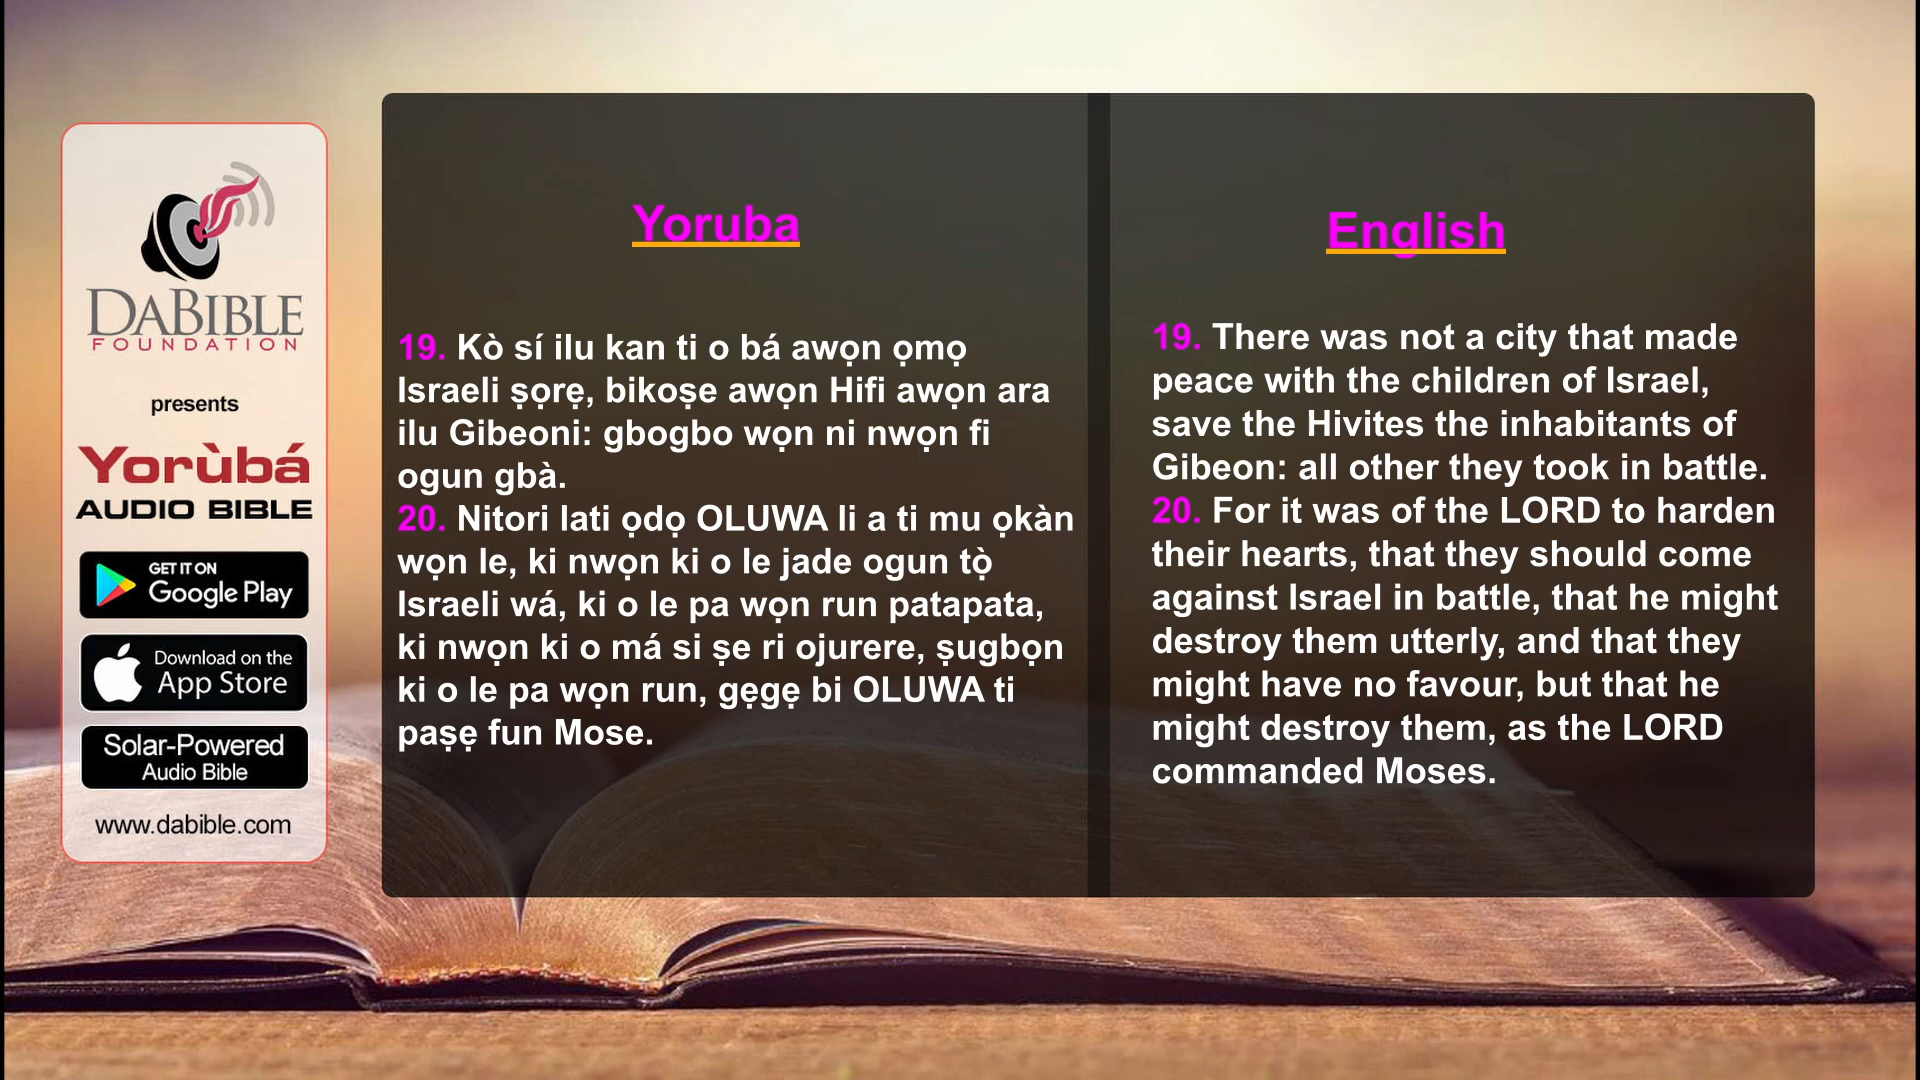 DABIBLE
FOUNDATION
presents
Yorùbá
AUDIO BIBLE
GET IT ON
Google Play
Download on the
App Store
Solar-Powered
Audio Bible
www.dabible.com
Yoruba
19. Kò sí ilu kan ti o bá awọn ọmọ
Israeli ṣọrẹ, bikoṣe awọn Hifi awọn ara
ilu Gibeoni: gbogbo wọn ni nwọn fi
ogun gbà.
20. Nitori lati ọdọ OLUWA li a ti mu ọkàn
wọn le, ki nwọn ki o le jade ogun tọ̀
Israeli wá, ki o le pa wọn run patapata,
ki nwọn ki o má si ṣe ri ojurere, ṣugbọn
ki o le pa wọn run, gẹgẹ bi OLUWA ti
paṣẹ fun Mose.
English
19. There was not a city that made
peace with the children of Israel,
save the Hivites the inhabitants of
Gibeon: all other they took in battle.
20. For it was of the LORD to harden
their hearts, that they should come
against Israel in battle, that he might
destroy them utterly, and that they
might have no favour, but that he
might destroy them, as the LORD
commanded Moses.